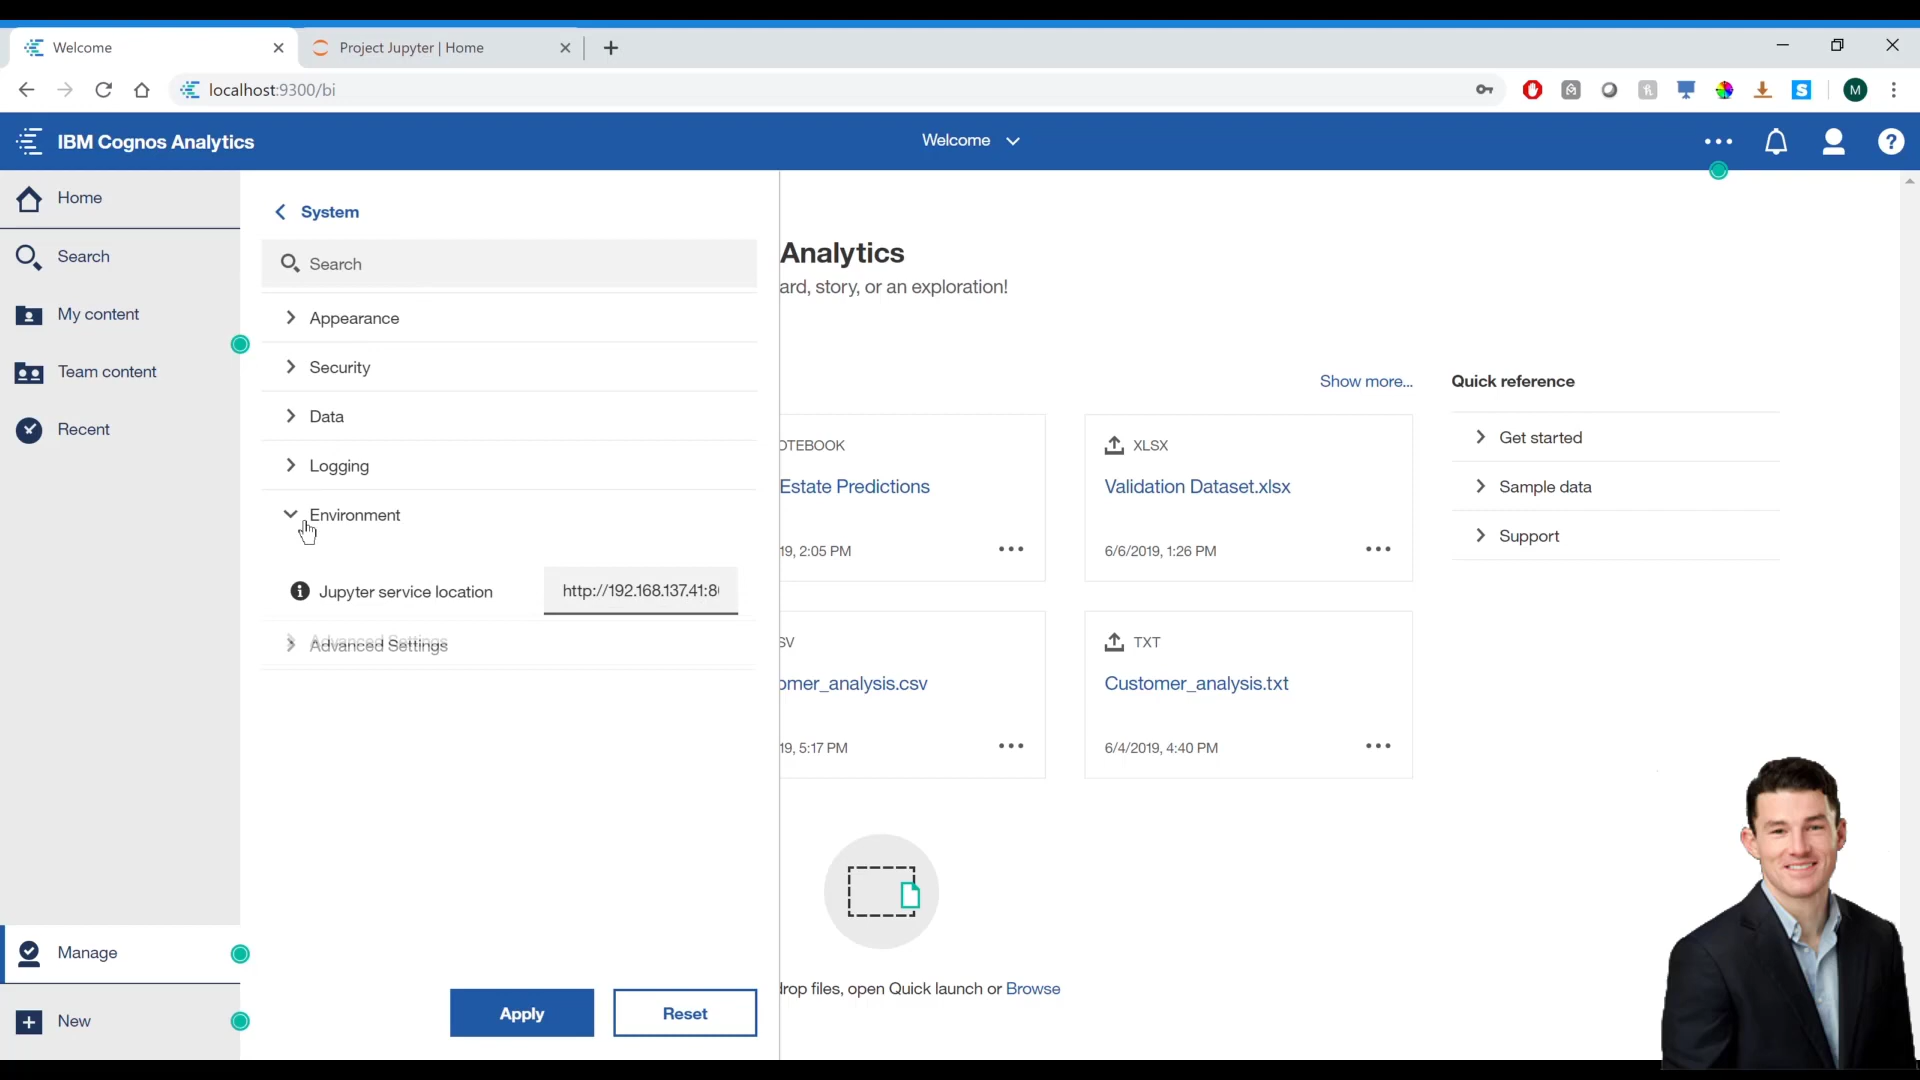 Welcome
Project Jupyter | Home
localhost:9300/bi
M
IBM Cognos Analytics
Welcome
Home
Search
My content
Team content
Recent
Manage
New
System
Search
Appearance
Security
Data
Logging
Environment
Jupyter service location
http://192.168.137.41:8
Advanced Settings
Apply
Reset
Analytics
ard, story, or an exploration!
Show more...
OTEBOOK
Estate Predictions
19, 2:05 PM
XLSX
Validation Dataset.xlsx
6/6/2019, 1:26 PM
SV
omer_analysis.csv
19, 5:17 PM
TXT
Customer_analysis.txt
6/4/2019, 4:40 PM
drop files, open Quick launch or Browse
Quick reference
Get started
Sample data
Support